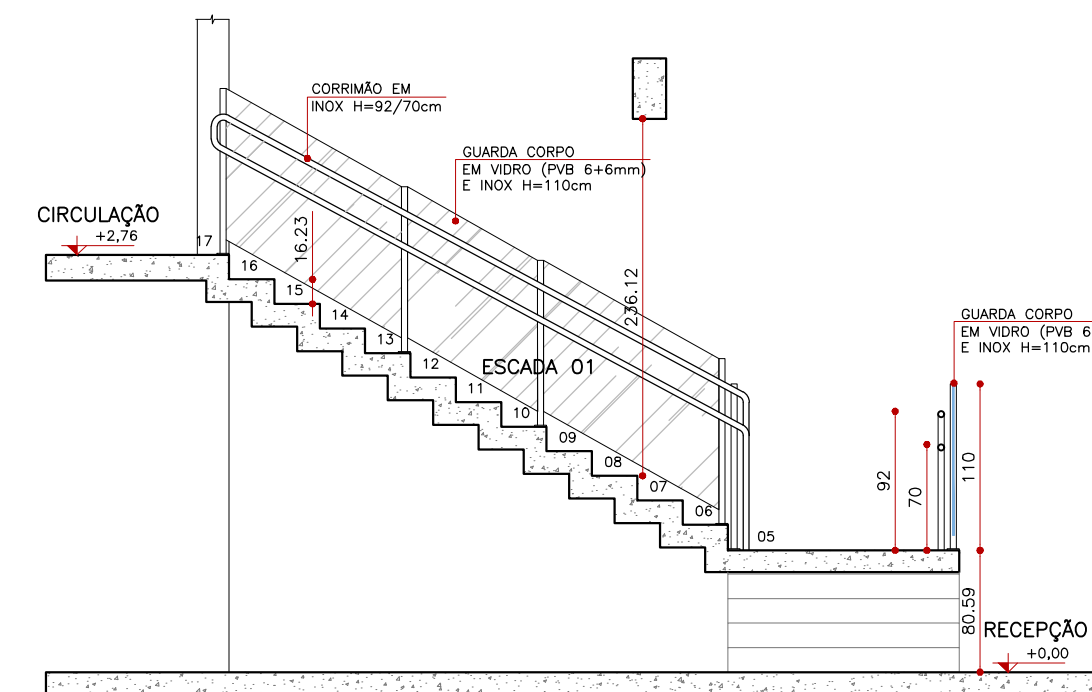 CORRIMÃO EM
INOX H=92/70cm
GUARDA CORPO
EM VIDRO (PVB 6+6mm)
E INOX H=110cm
CIRCULAÇÃO
+2,76
17
16
15
14
13
12
11
10
09
08
07
06
05
16.23
236.12
ESCADA 01
GUARDA CORPO
EM VIDRO (PVB 6
E INOX H=110cm
92
70
110
80.59
RECEPÇÃO
+0,00